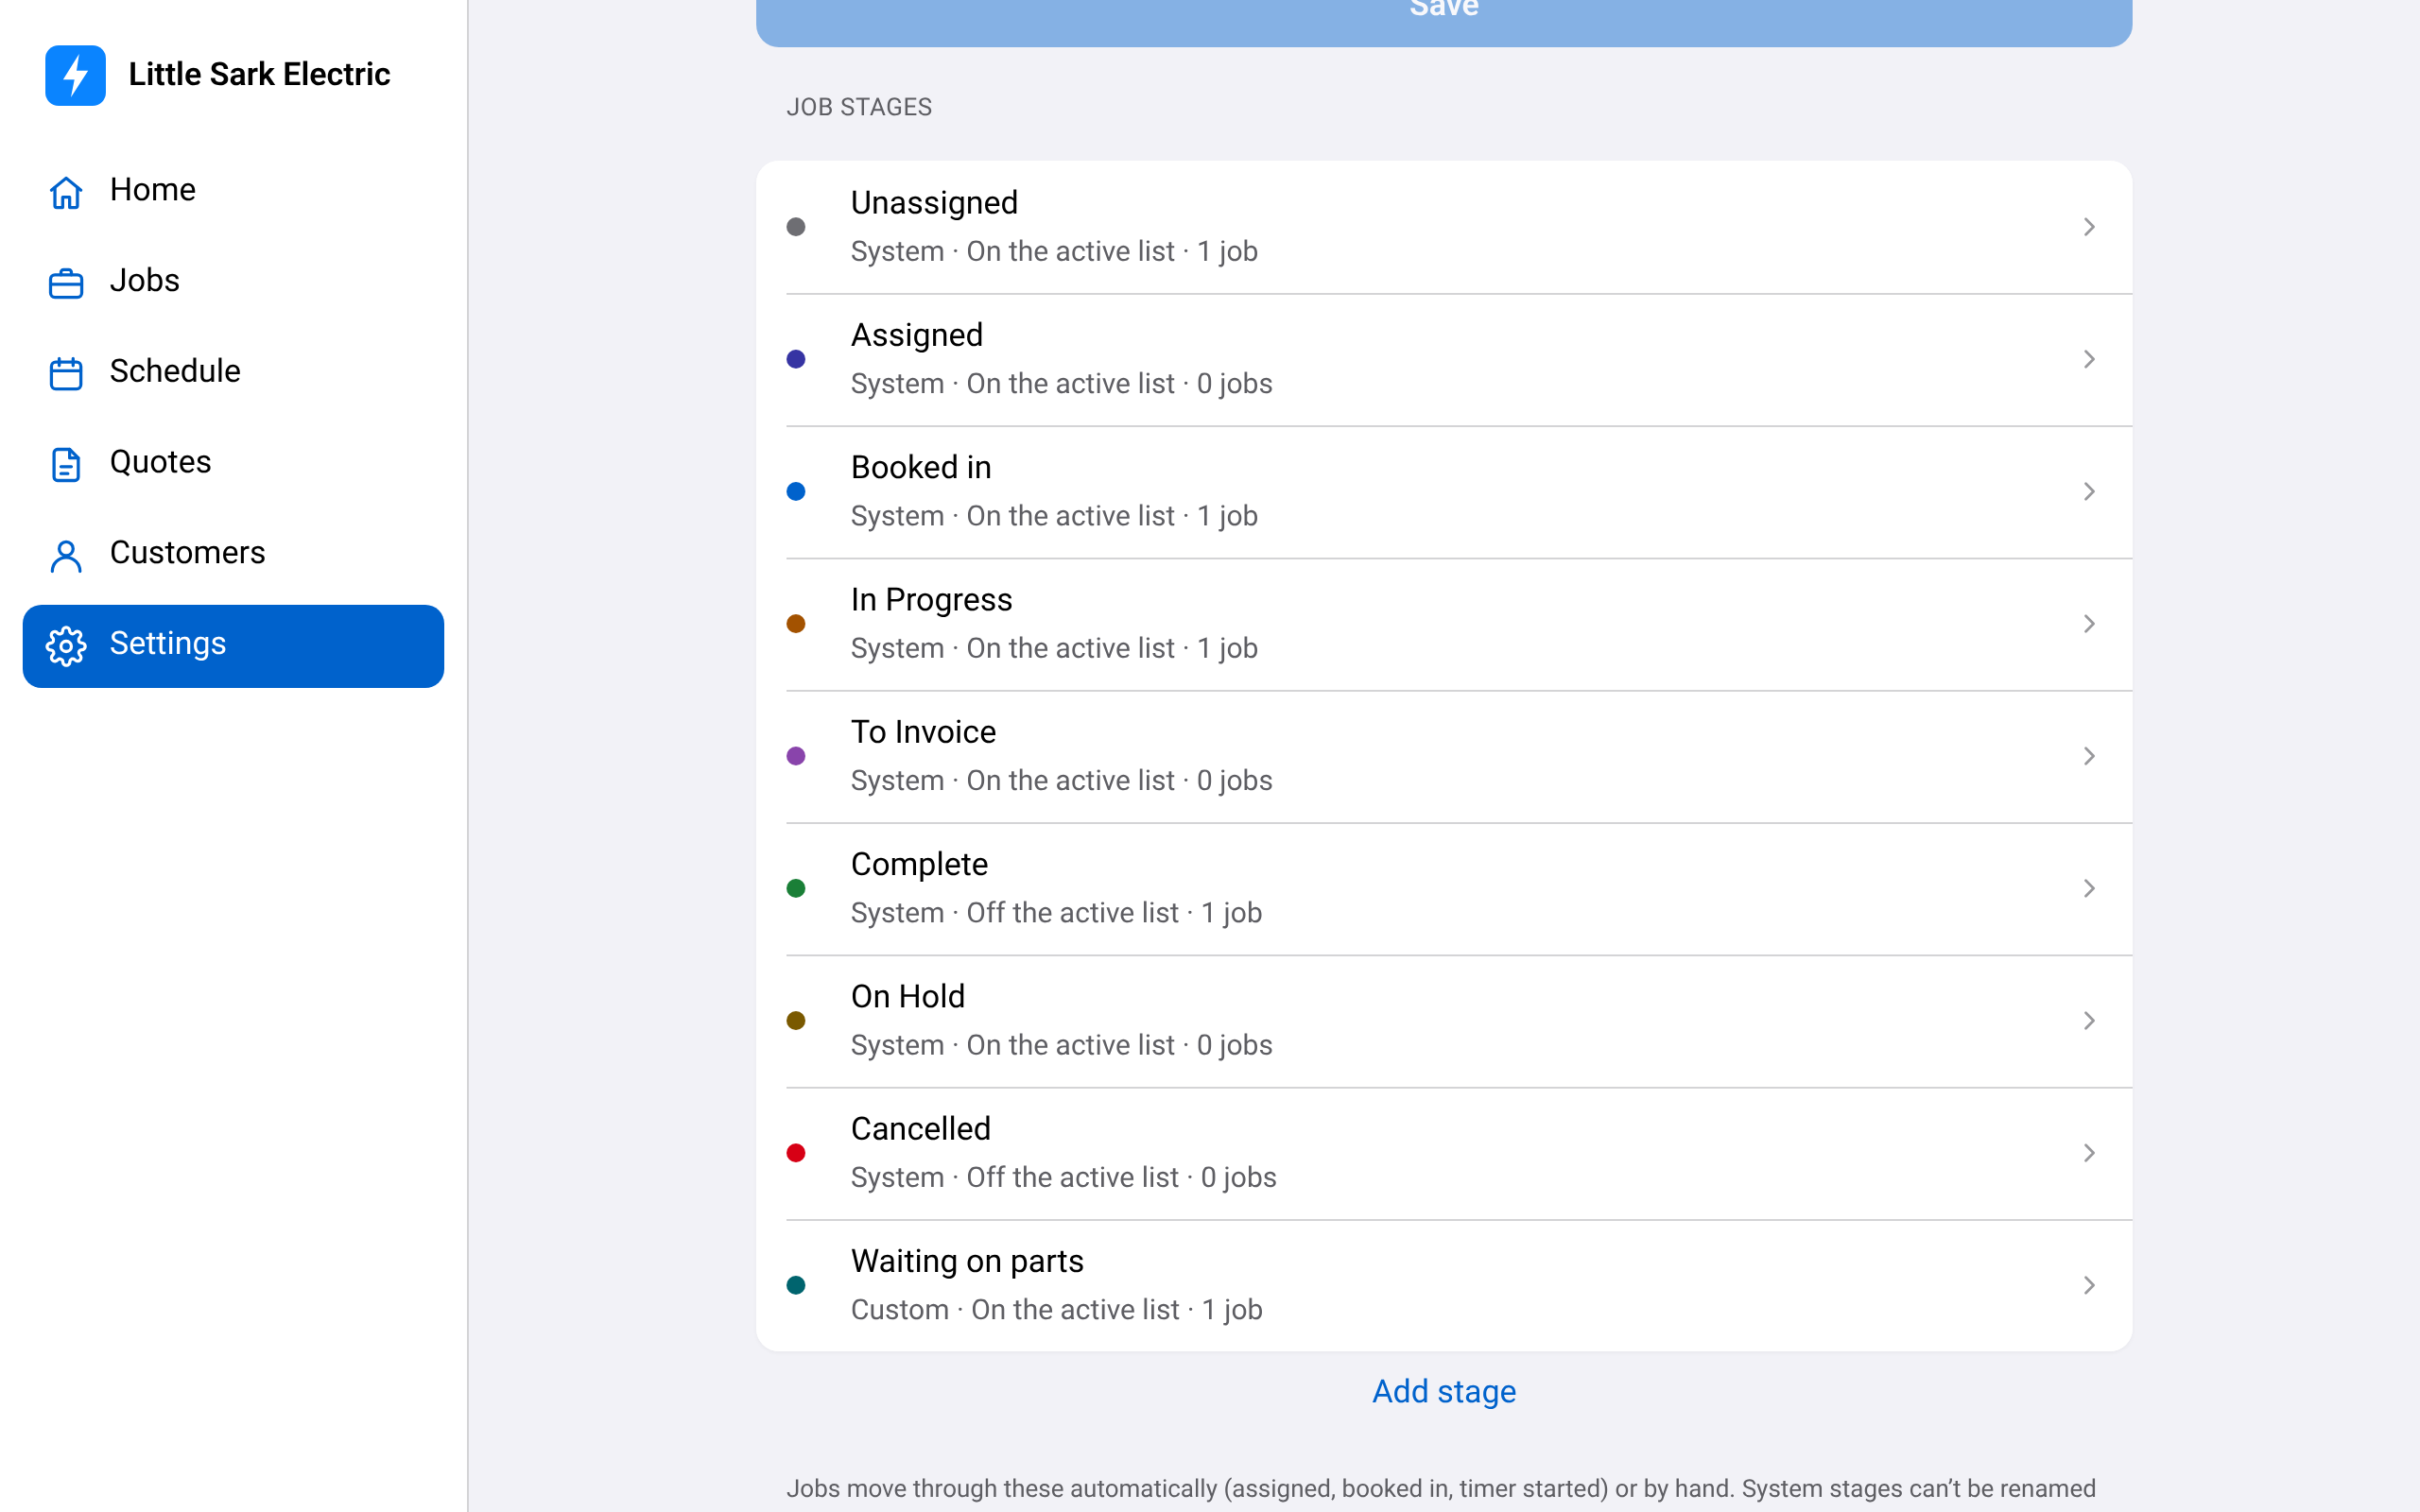 Little Sark Electric
Home
Jobs
Schedule
Quotes
Customers
Settings
Save
JOB STAGES
Unassigned
System · On the active list · 1 job
Assigned
System · On the active list · 0 jobs
Booked in
System · On the active list · 1 job
In Progress
System · On the active list · 1 job
To Invoice
System · On the active list · 0 jobs
Complete
System · Off the active list · 1 job
On Hold
System · On the active list · 0 jobs
Cancelled
System · Off the active list · 0 jobs
Waiting on parts
Custom · On the active list · 1 job
Add stage
Jobs move through these automatically (assigned, booked in, timer started) or by hand. System stages can’t be renamed